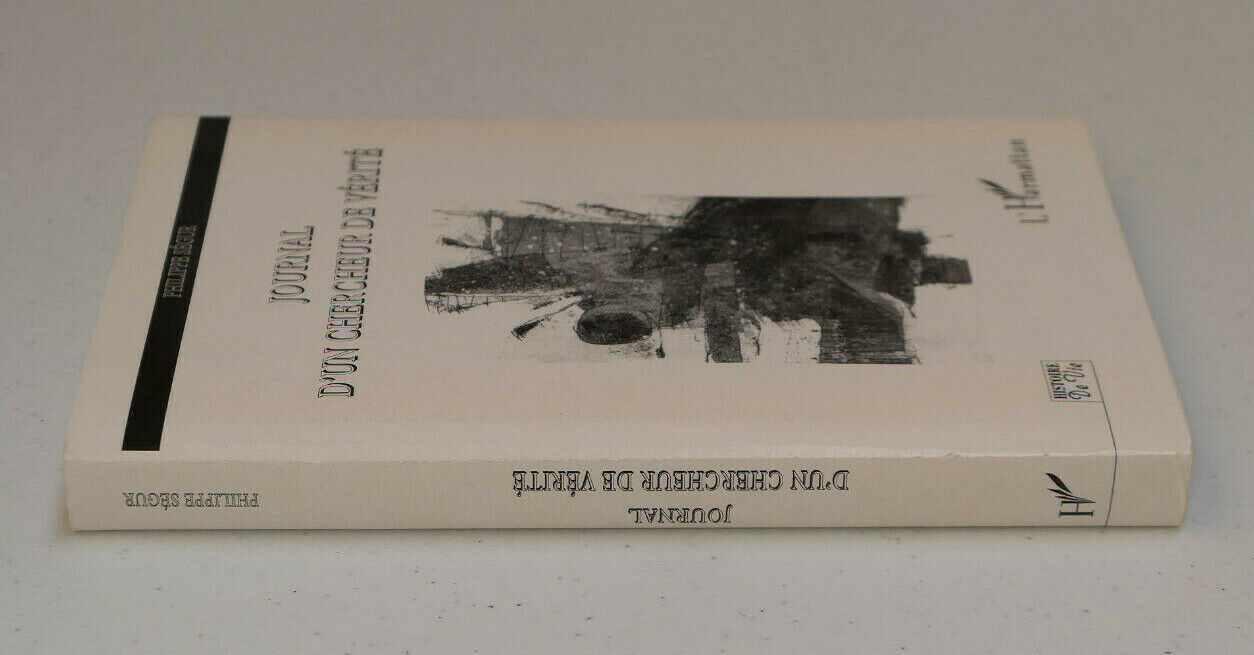 PHILIPPE SÉGUR
JOURNAL
D'UN CHERCHEUR DE VÉRITÉ
L'Harmattan
HISTOIRE
De Vie
PHILIPPE SÉGUR
JOURNAL
D'UN CHERCHEUR DE VÉRITÉ
H